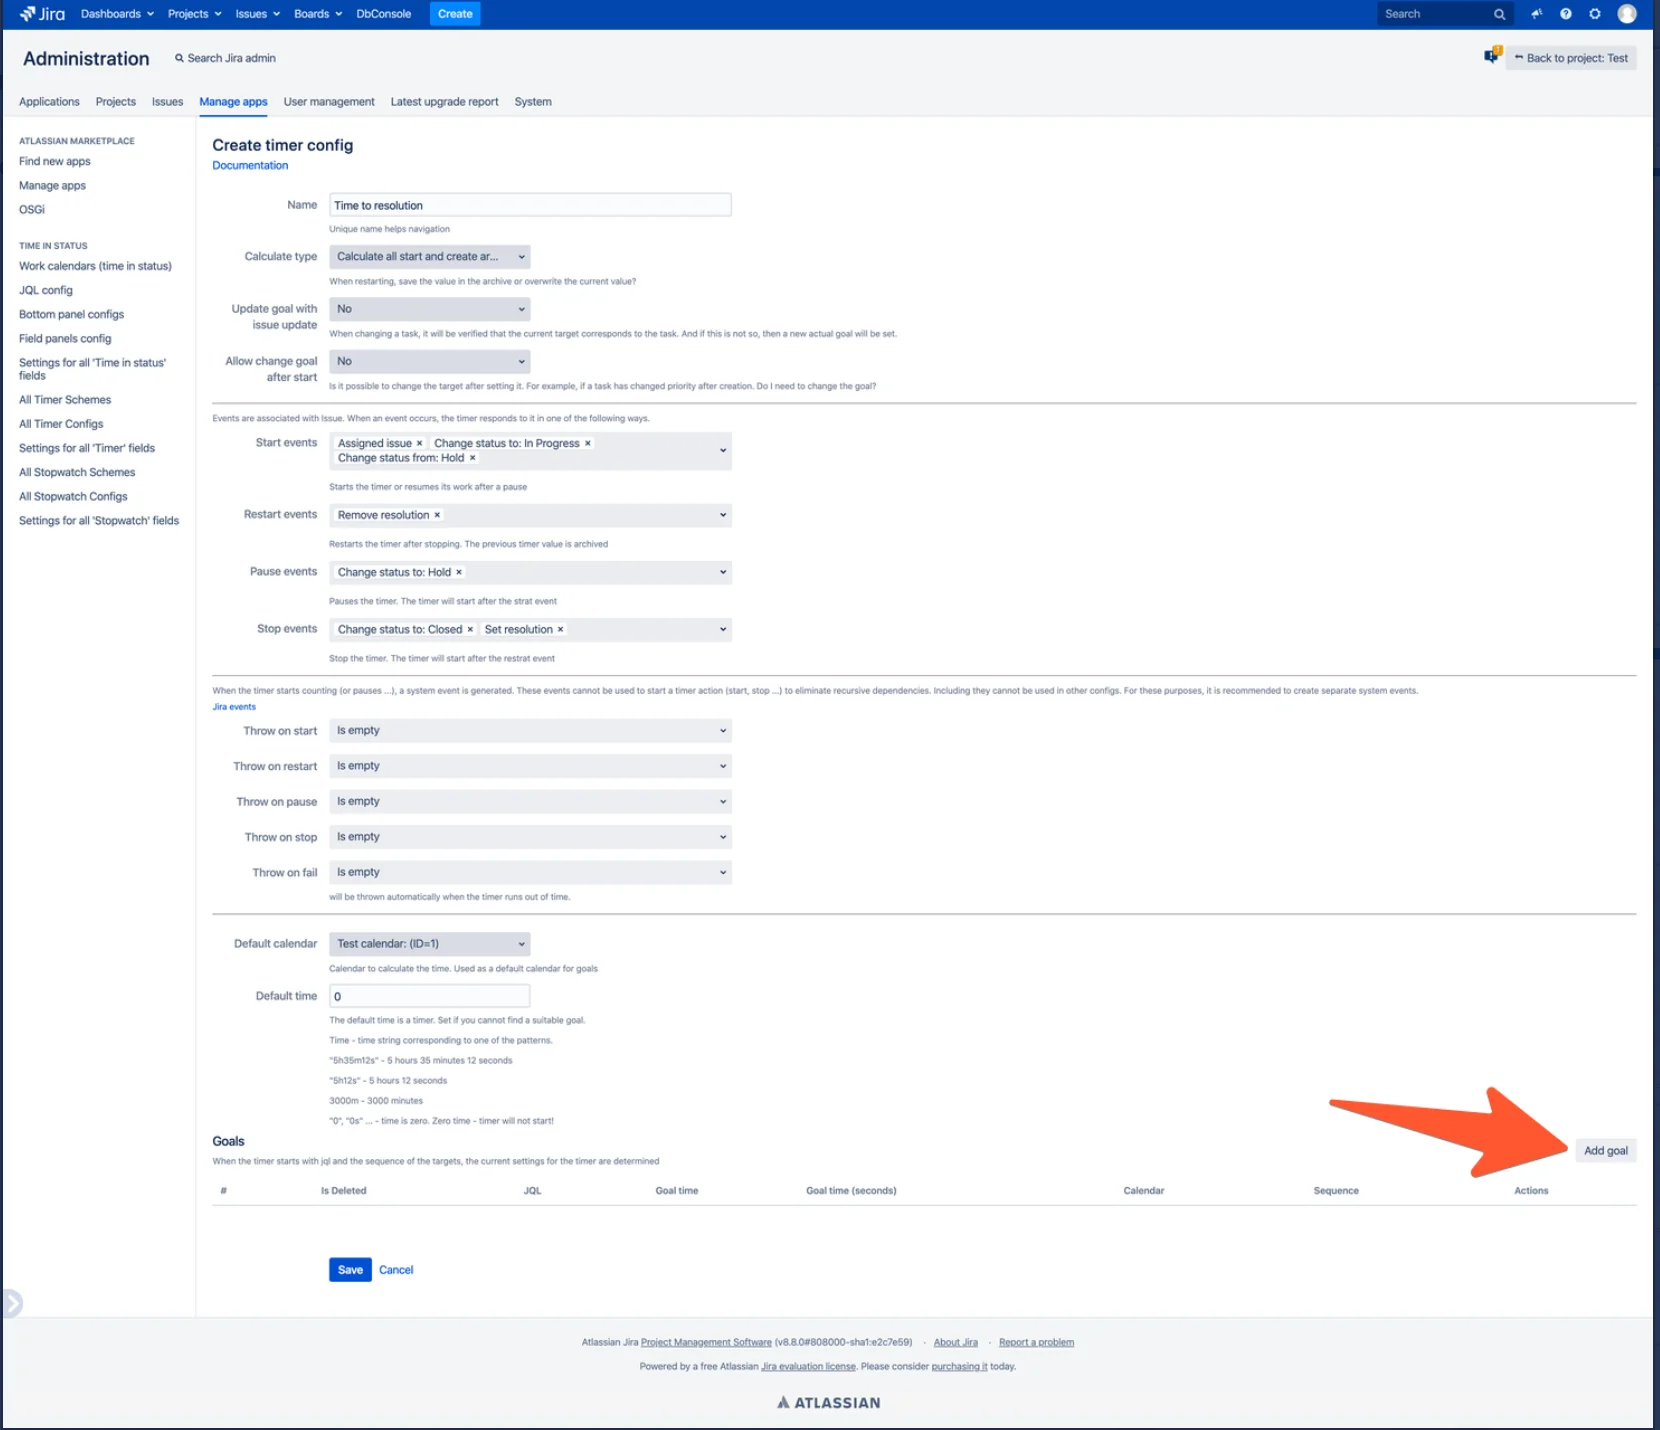 Jira Dashboards Projects Issues Boards DbConsole Create Search
Administration Search Jira admin Back to project: Test
Applications Projects Issues Manage apps User management Latest upgrade report System
ATLASSIAN MARKETPLACE
Find new apps
Manage apps
OSGi
TIME IN STATUS
Work calendars (time in status)
JQL config
Bottom panel configs
Field panels config
Settings for all 'Time in status'
fields
All Timer Schemes
All Timer Configs
Settings for all 'Timer' fields
All Stopwatch Schemes
All Stopwatch Configs
Settings for all 'Stopwatch' fields
Create timer config
Documentation
Name Time to resolution
Unique name helps navigation
Calculate type Calculate all start and create ar...
When restarting, save the value in the archive or overwrite the current value?
Update goal with
issue update
No
When changing a task, it will be verified that the current target corresponds to the task. And if this is not so, then a new actual goal will be set.
Allow change goal
after start
No
Is it possible to change the target after setting it. For example, if a task has changed priority after creation. Do I need to change the goal?
Events are associated with Issue. When an event occurs, the timer responds to it in one of the following ways.
Start events Assigned issue × Change status to: In Progress ×
Change status from: Hold ×
Starts the timer or resumes its work after a pause
Restart events Remove resolution ×
Restarts the timer after stopping. The previous timer value is archived
Pause events Change status to: Hold ×
Pauses the timer. The timer will start after the strat event
Stop events Change status to: Closed × Set resolution ×
Stop the timer. The timer will start after the restrat event
When the timer starts counting (or pauses ...), a system event is generated. These events cannot be used to start a timer action (start, stop ...) to eliminate recursive dependencies. Including they cannot be used in other configs. For these purposes, it is recommended to create separate system events.
Jira events
Throw on start Is empty
Throw on restart Is empty
Throw on pause Is empty
Throw on stop Is empty
Throw on fail Is empty
will be thrown automatically when the timer runs out of time.
Default calendar Test calendar: (ID=1)
Calendar to calculate the time. Used as a default calendar for goals
Default time 0
The default time is a timer. Set if you cannot find a suitable goal.
Time - time string corresponding to one of the patterns.
"5h35m12s" - 5 hours 35 minutes 12 seconds
"5h12s" - 5 hours 12 seconds
3000m - 3000 minutes
"0", "0s" ... - time is zero. Zero time - timer will not start!
Goals
Add goal
When the timer starts with jql and the sequence of the targets, the current settings for the timer are determined
# Is Deleted JQL Goal time Goal time (seconds) Calendar Sequence Actions
Save Cancel
Atlassian Jira Project Management Software (v8.8.0#808000-sha1:e2c7e59) · About Jira · Report a problem
Powered by a free Atlassian Jira evaluation license. Please consider purchasing it today.
ATLASSIAN